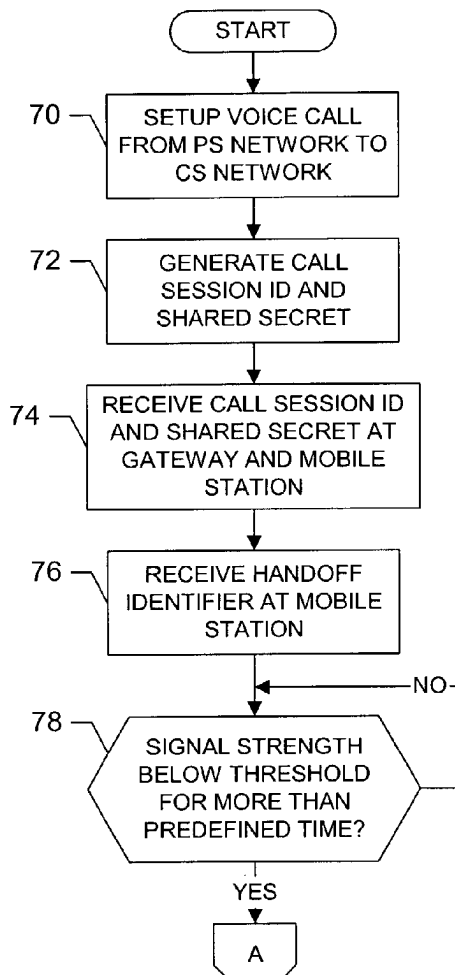 START
70
SETUP VOICE CALL
FROM PS NETWORK TO
CS NETWORK
72
GENERATE CALL
SESSION ID AND
SHARED SECRET
74
RECEIVE CALL SESSION ID
AND SHARED SECRET AT
GATEWAY AND MOBILE
STATION
76
RECEIVE HANDOFF
IDENTIFIER AT MOBILE
STATION
NO
78
SIGNAL STRENGTH
BELOW THRESHOLD
FOR MORE THAN
PREDEFINED TIME?
YES
A